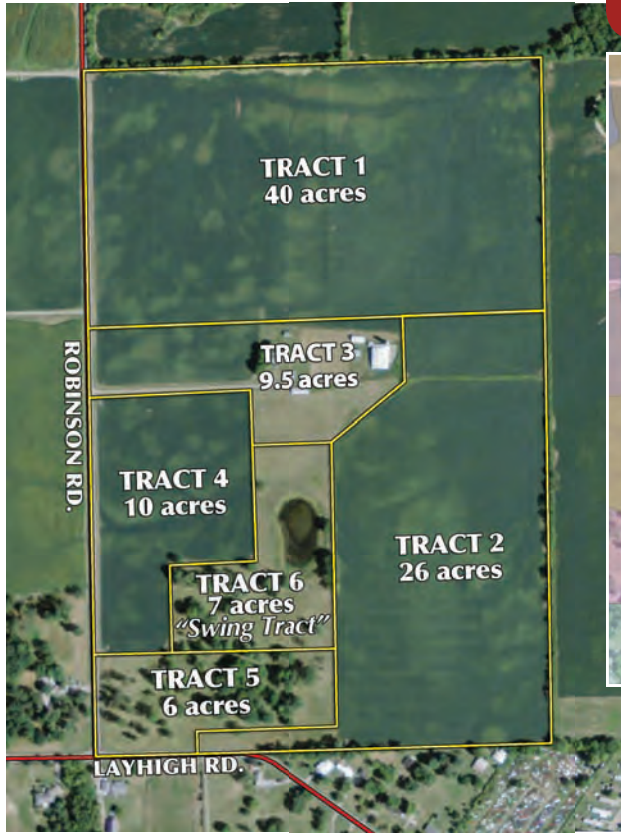 TRACT 1
40 acres
TRACT 3
9.5 acres
ROBINSON RD.
TRACT 4
10 acres
TRACT 2
26 acres
TRACT 6
7 acres
"Swing Tract"
TRACT 5
6 acres
LAYHIGH RD.